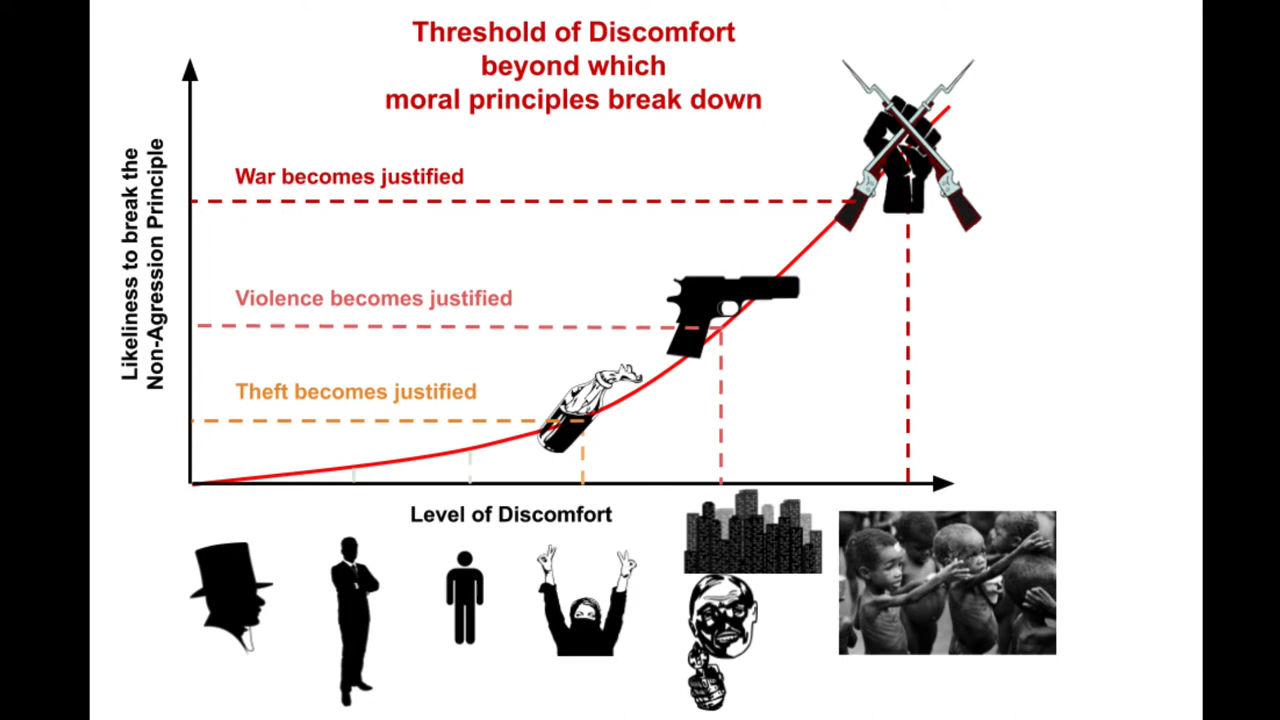 Threshold of Discomfort
beyond which
moral principles break down
Likeliness to break the
Non-Agression Principle
War becomes justified
Violence becomes justified
Theft becomes justified
Level of Discomfort